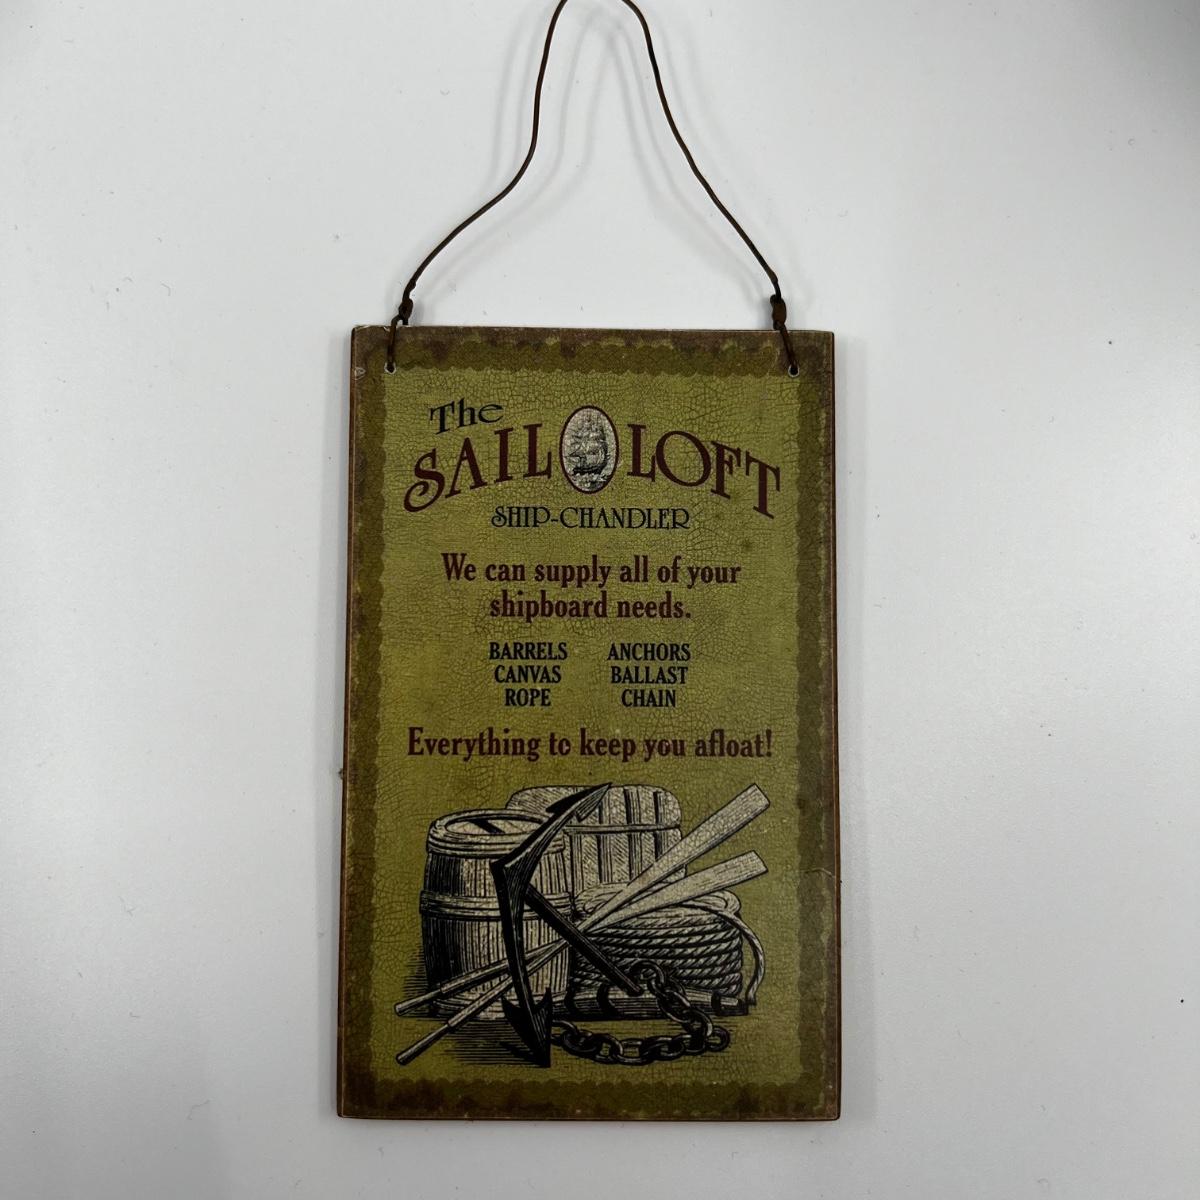 The
SAIL LOFT
SHIP-CHANDLER
We can supply all of your
shipboard needs.
BARRELS ANCHORS
CANVAS BALLAST
ROPE CHAIN
Everything to keep you afloat!